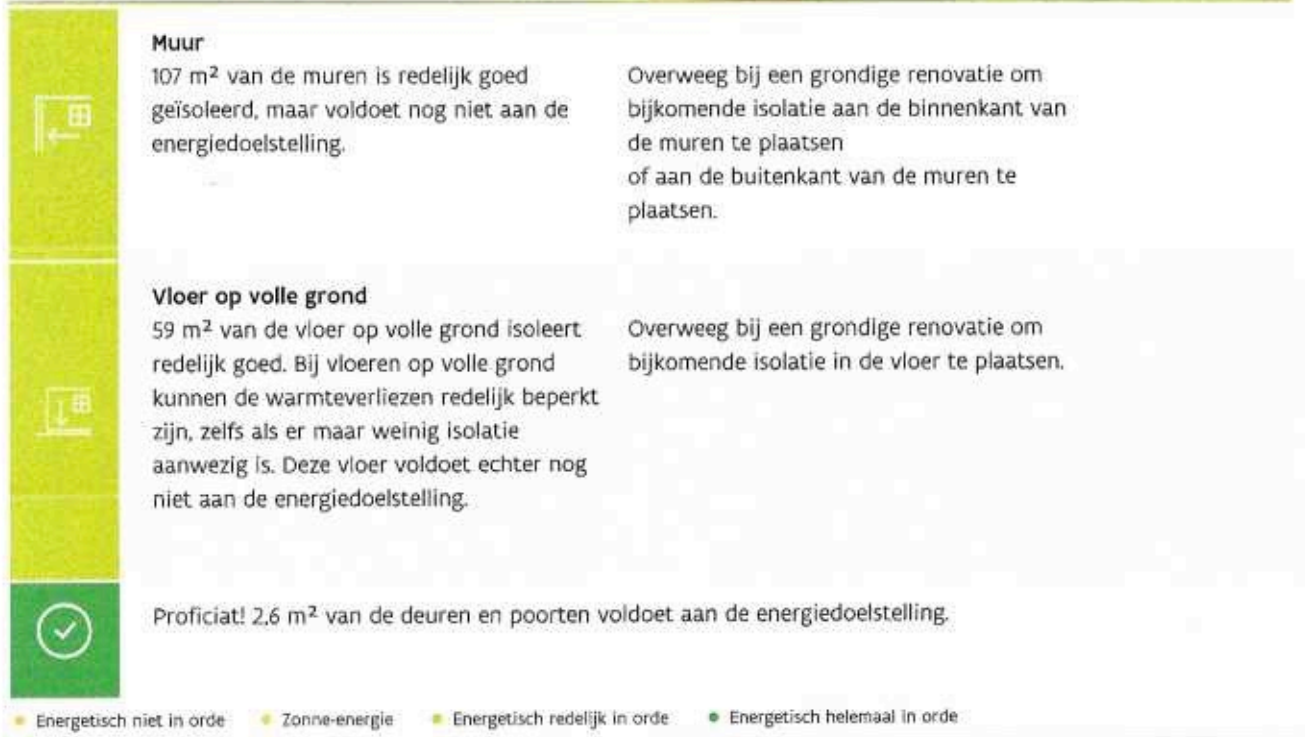 Muur
107 m² van de muren is redelijk goed
geïsoleerd, maar voldoet nog niet aan de
energiedoelstelling.
Overweeg bij een grondige renovatie om
bijkomende isolatie aan de binnenkant van
de muren te plaatsen
of aan de buitenkant van de muren te
plaatsen.
Vloer op volle grond
59 m² van de vloer op volle grond isoleert
redelijk goed. Bij vloeren op volle grond
kunnen de warmteverliezen redelijk beperkt
zijn, zelfs als er maar weinig isolatie
aanwezig is. Deze vloer voldoet echter nog
niet aan de energiedoelstelling.
Overweeg bij een grondige renovatie om
bijkomende isolatie in de vloer te plaatsen.
Proficiat! 2,6 m² van de deuren en poorten voldoet aan de energiedoelstelling.
Energetisch niet in orde
Zonne-energie
Energetisch redelijk in orde
Energetisch helemaal in orde